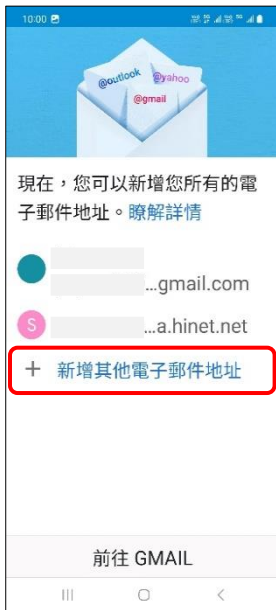 10:00
@outlook @yahoo
@gmail
現在，您可以新增您所有的電
子郵件地址。瞭解詳情
...gmail.com
S ...a.hinet.net
+ 新增其他電子郵件地址
前往 GMAIL